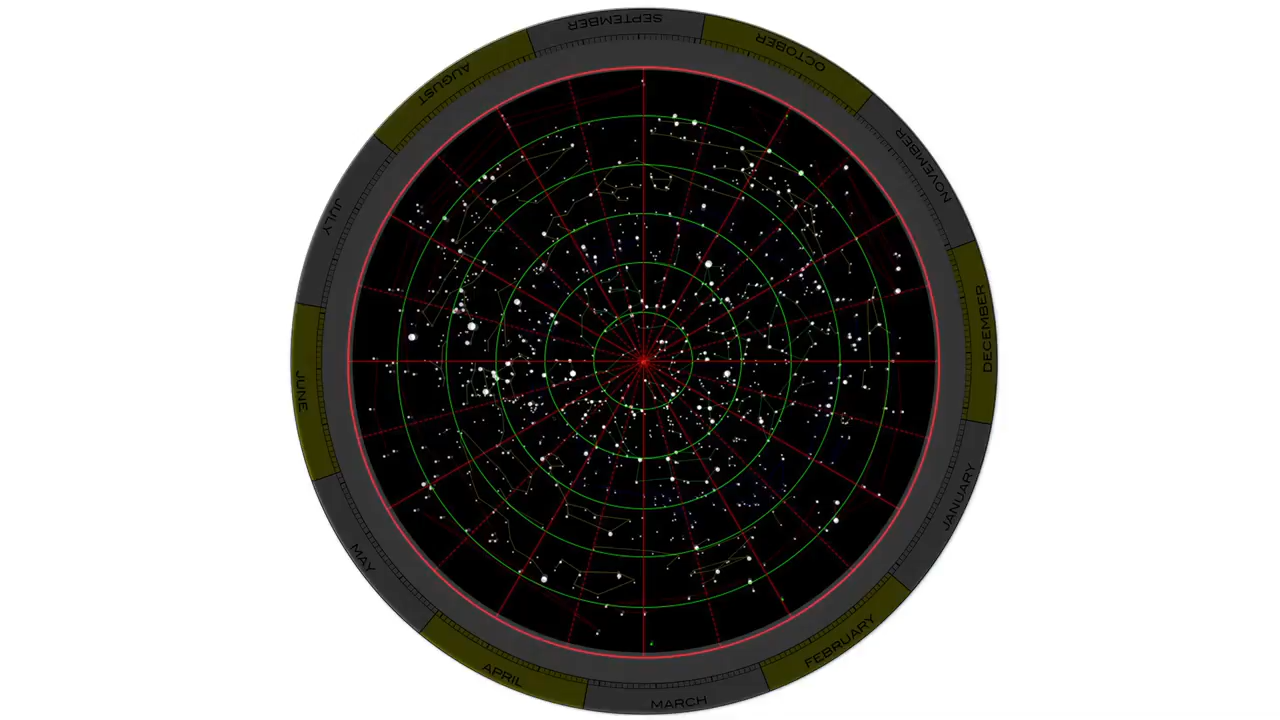 SEPTEMBER
OCTOBER
NOVEMBER
DECEMBER
JANUARY
FEBRUARY
MARCH
APRIL
MAY
JUNE
JULY
AUGUST